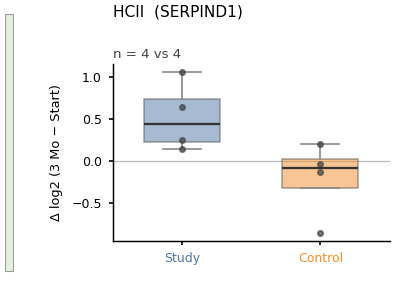 HCII (SERPIND1)
n = 4 vs 4
Δ log2 (3 Mo − Start)
1.0
0.5
0.0
−0.5
Study
Control